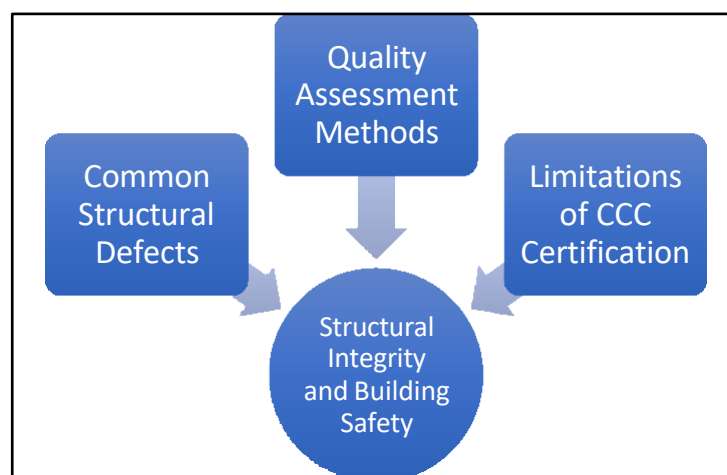 Quality
Assessment
Methods
Common
Structural
Defects
Limitations
of CCC
Certification
Structural
Integrity
and Building
Safety